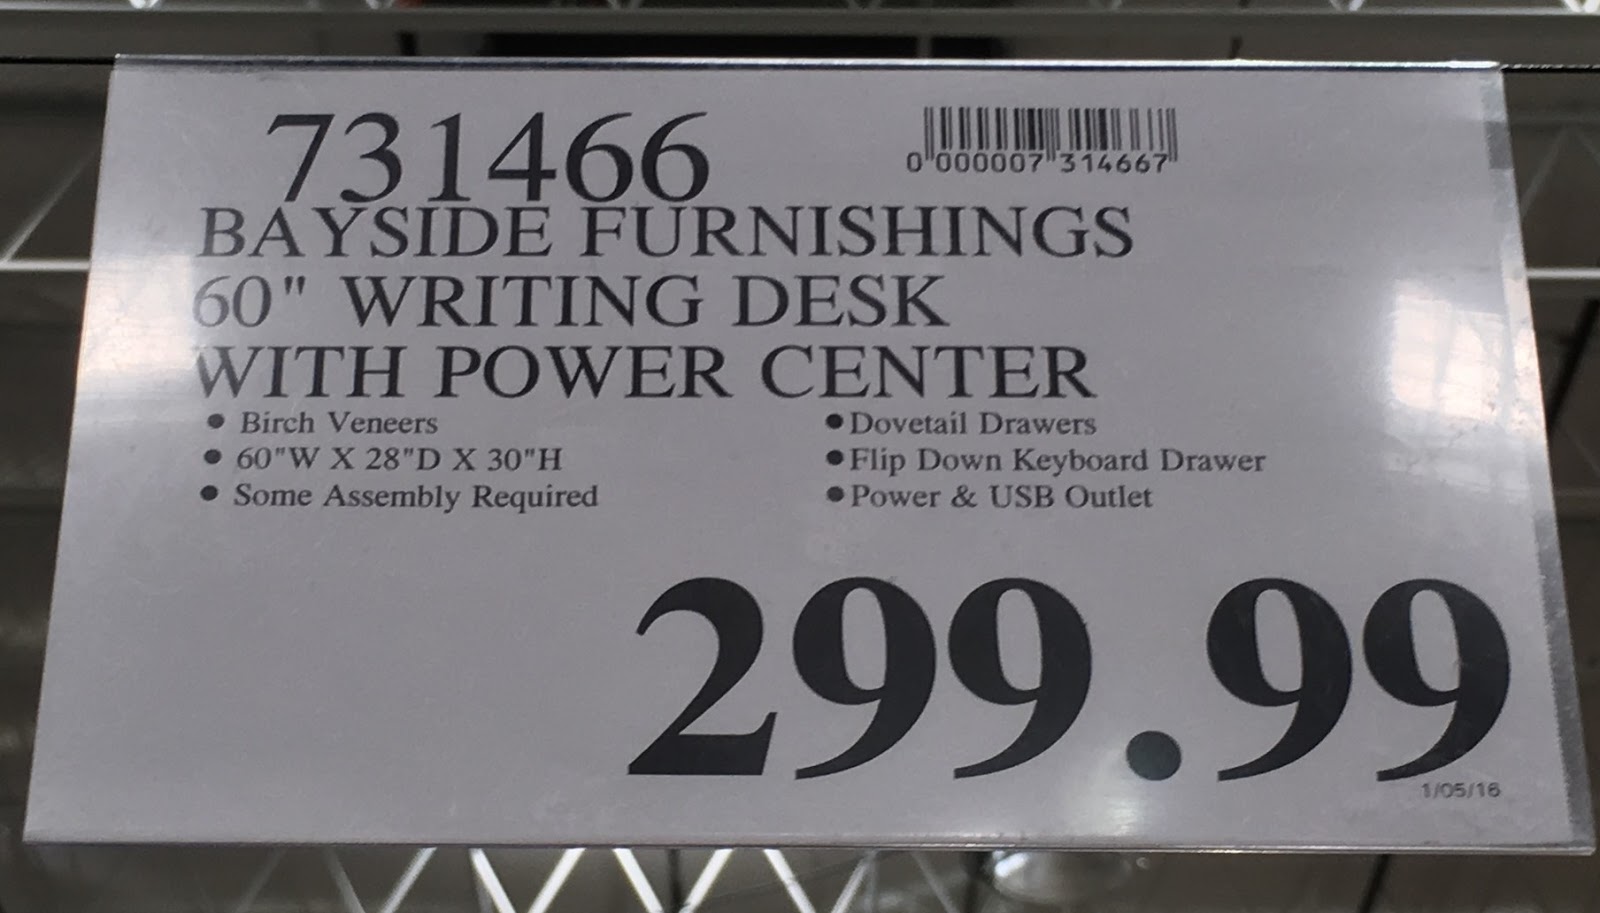 731466
0 000007 314667
BAYSIDE FURNISHINGS
60" WRITING DESK
WITH POWER CENTER
• Birch Veneers
• 60"W X 28"D X 30"H
• Some Assembly Required
• Dovetail Drawers
• Flip Down Keyboard Drawer
• Power & USB Outlet
299.99
1/05/16